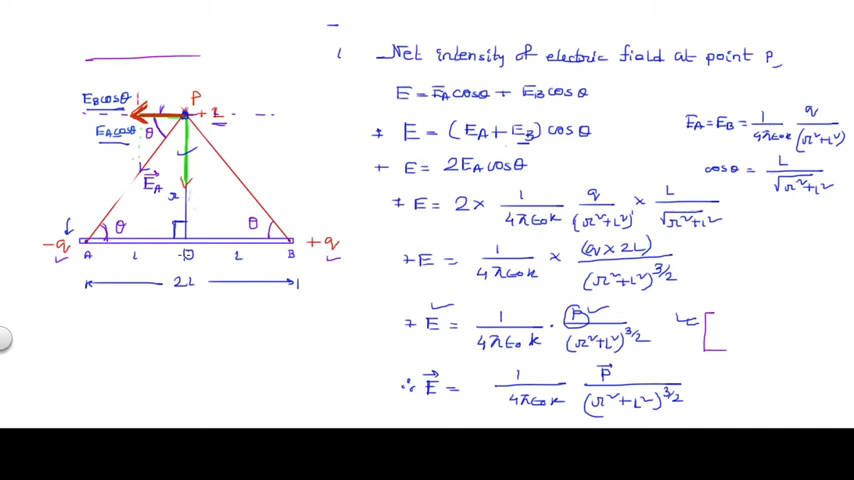 Net intensity of electric field at point P,
E = EA cosθ + EB cosθ
E = (EA + EB) cosθ
EA = EB = 1/4πε0k q/(r²+L²)
E = 2EA cosθ
cosθ = L/√r²+L²
E = 2 × 1/4πε0k q/(r²+L²) × L/√r²+L²
E = 1/4πε0k × (q × 2L)/(r²+L²)^3/2
E = 1/4πε0k · P/(r²+L²)^3/2
∴ E⃗ = 1/4πε0k P⃗/(r²+L²)^3/2
P
EB cosθ
+1
EA cosθ
θ
E⃗A
r
θ
θ
-q
+q
A
L
L
B
2L